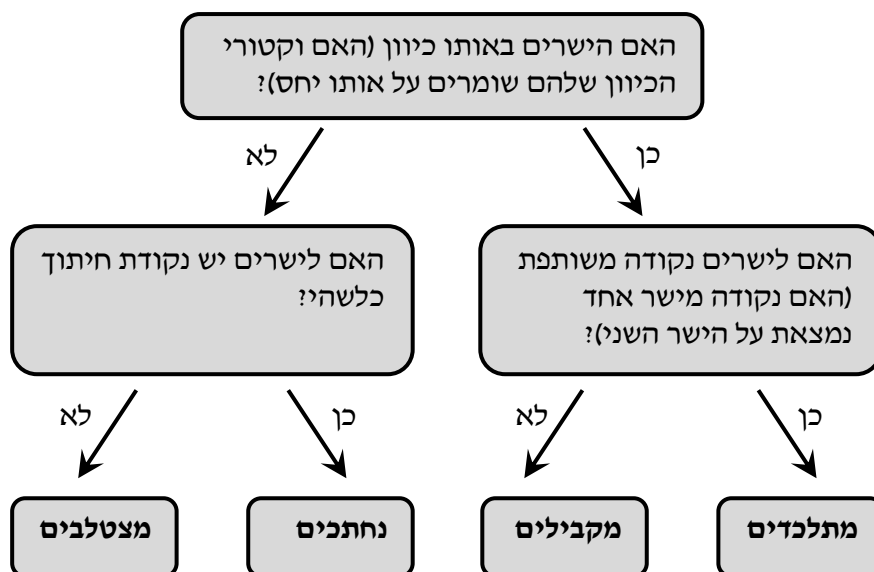 האם הישרים באותו כיוון (האם וקטורי
הכיוון שלהם שומרים על אותו יחס)?
כן
לא
האם לישרים נקודה משותפת
(האם נקודה מישר אחד
נמצאת על הישר השני)?
האם לישרים יש נקודת חיתוך
כלשהי?
כן
לא
כן
לא
מתלכדים
מקבילים
נחתכים
מצטלבים